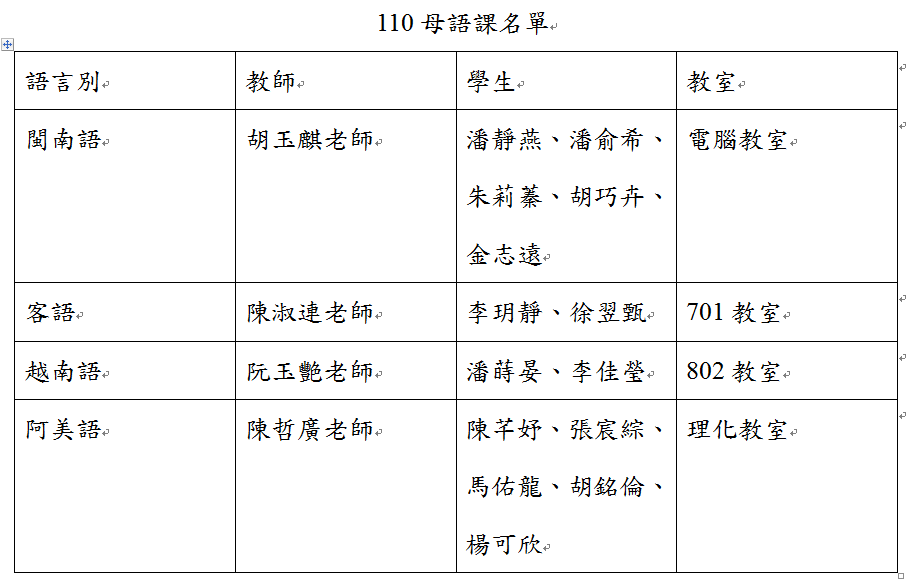 110 母語課名單
語言別 教師 學生 教室
閩南語 胡玉麒老師 潘靜燕、潘俞希、 電腦教室
朱莉蓁、胡巧卉、
金志遠
客語 陳淑連老師 李玥靜、徐翌甄 701 教室
越南語 阮玉艷老師 潘蒔晏、李佳瑩 802 教室
阿美語 陳哲廣老師 陳芊妤、張宸綜、 理化教室
馬佑龍、胡銘倫、
楊可欣